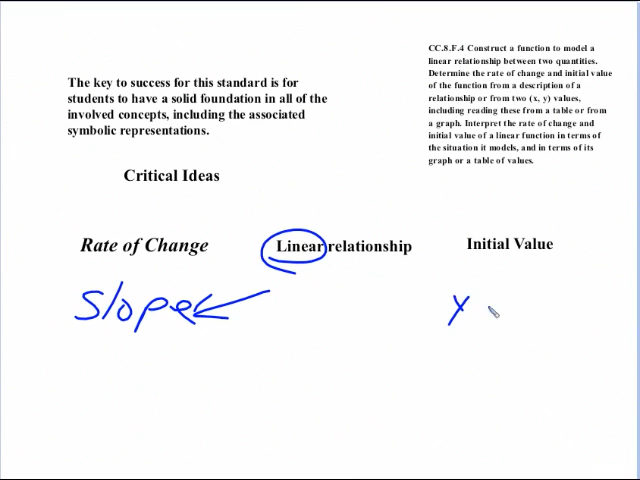 CC.8.F.4 Construct a function to model a
linear relationship between two quantities.
Determine the rate of change and initial value
of the function from a description of a
relationship or from two (x, y) values,
including reading these from a table or from
a graph. Interpret the rate of change and
initial value of a linear function in terms of
the situation it models, and in terms of its
graph or a table of values.
The key to success for this standard is for
students to have a solid foundation in all of the
involved concepts, including the associated
symbolic representations.
Critical Ideas
Rate of Change
Linear relationship
Initial Value
Slope
y